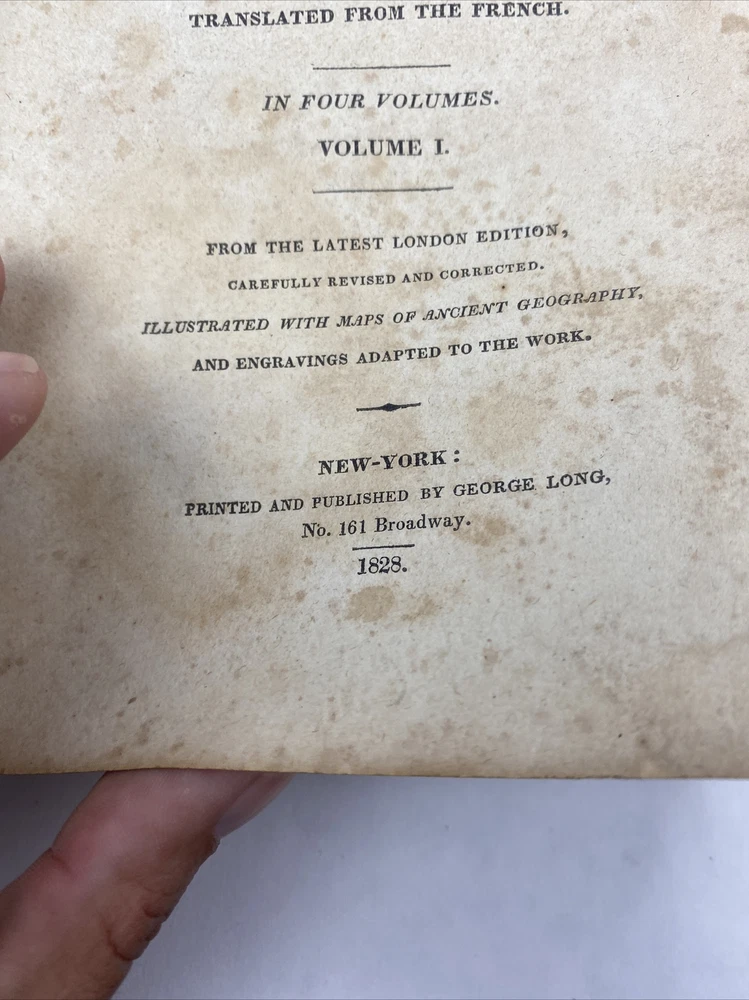 TRANSLATED FROM THE FRENCH.
IN FOUR VOLUMES.
VOLUME I.
FROM THE LATEST LONDON EDITION,
CAREFULLY REVISED AND CORRECTED.
ILLUSTRATED WITH MAPS OF ANCIENT GEOGRAPHY,
AND ENGRAVINGS ADAPTED TO THE WORK.
NEW-YORK:
PRINTED AND PUBLISHED BY GEORGE LONG,
No. 161 Broadway.
1828.